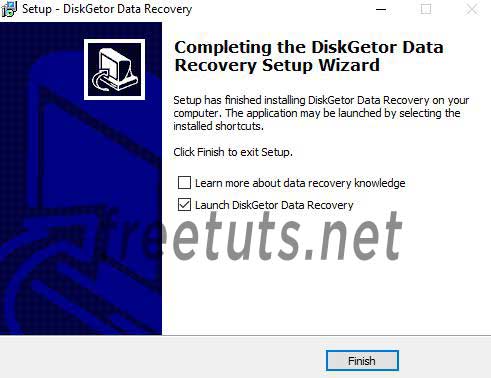 Setup - DiskGetor Data Recovery
Completing the DiskGetor Data
Recovery Setup Wizard
Setup has finished installing DiskGetor Data Recovery on your
computer. The application may be launched by selecting the
installed shortcuts.
Click Finish to exit Setup.
Learn more about data recovery knowledge
Launch DiskGetor Data Recovery
freetuts.net
Finish